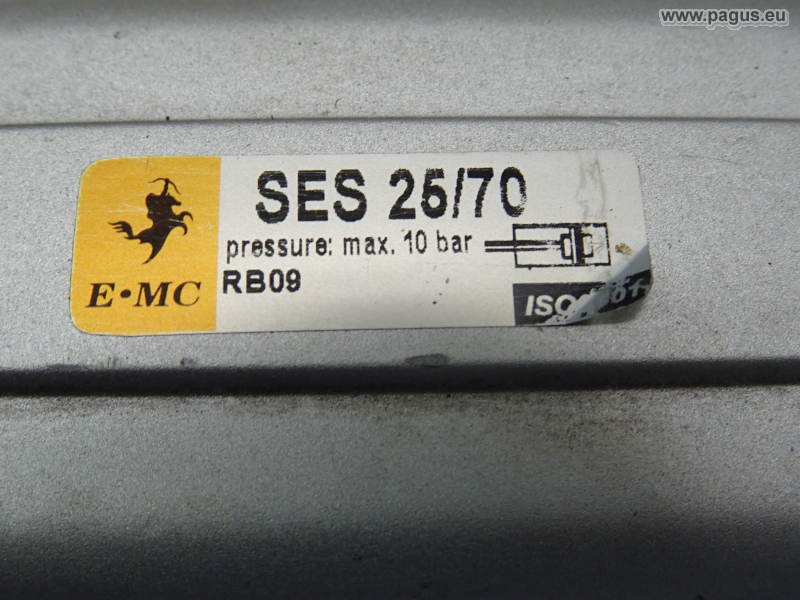 www.pagus.eu
SES 25/70
pressure: max. 10 bar
E·MC
RB09